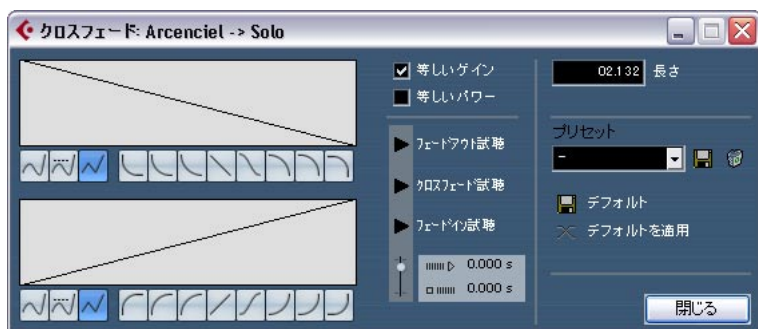 クロスフェード: Arcenciel -> Solo
等しいゲイン
等しいパワー
フェードアウト試聴
クロスフェード試聴
フェードイン試聴
0.000 s
0.000 s
02.132 長さ
プリセット
-
デフォルト
デフォルトを適用
閉じる